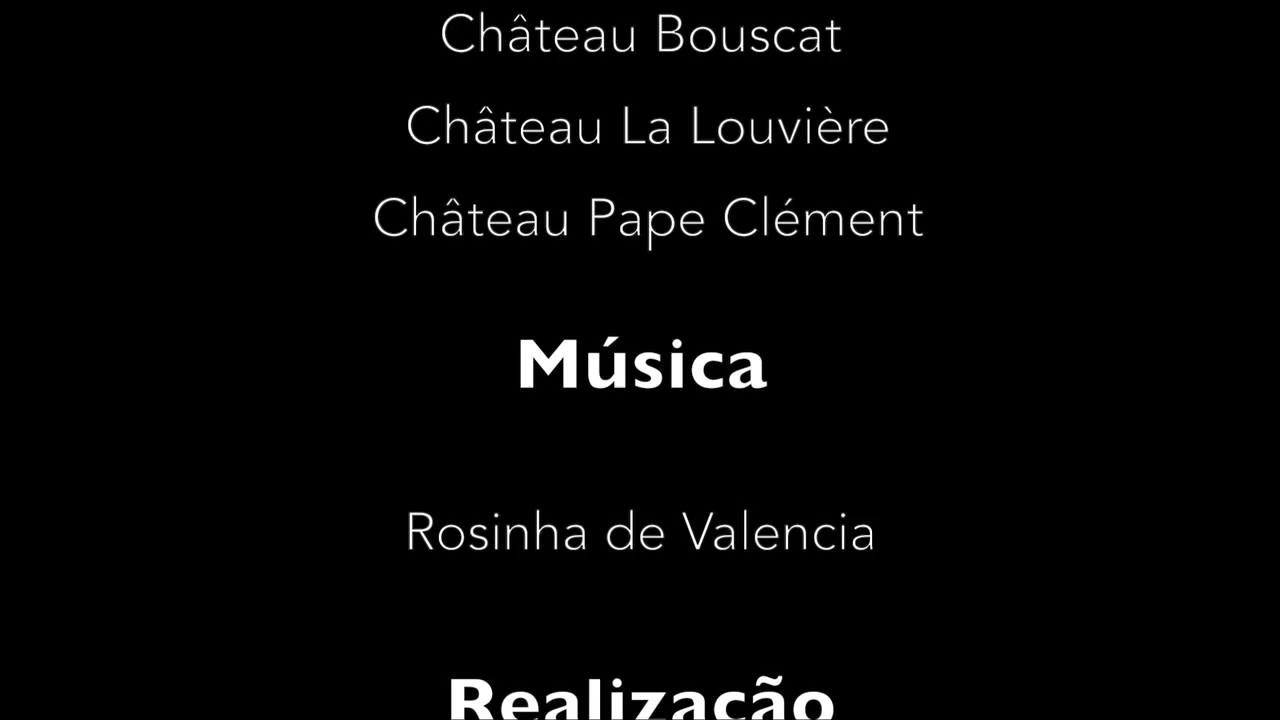 Château Bouscat
Château La Louvière
Château Pape Clément
Música
Rosinha de Valencia
Realização